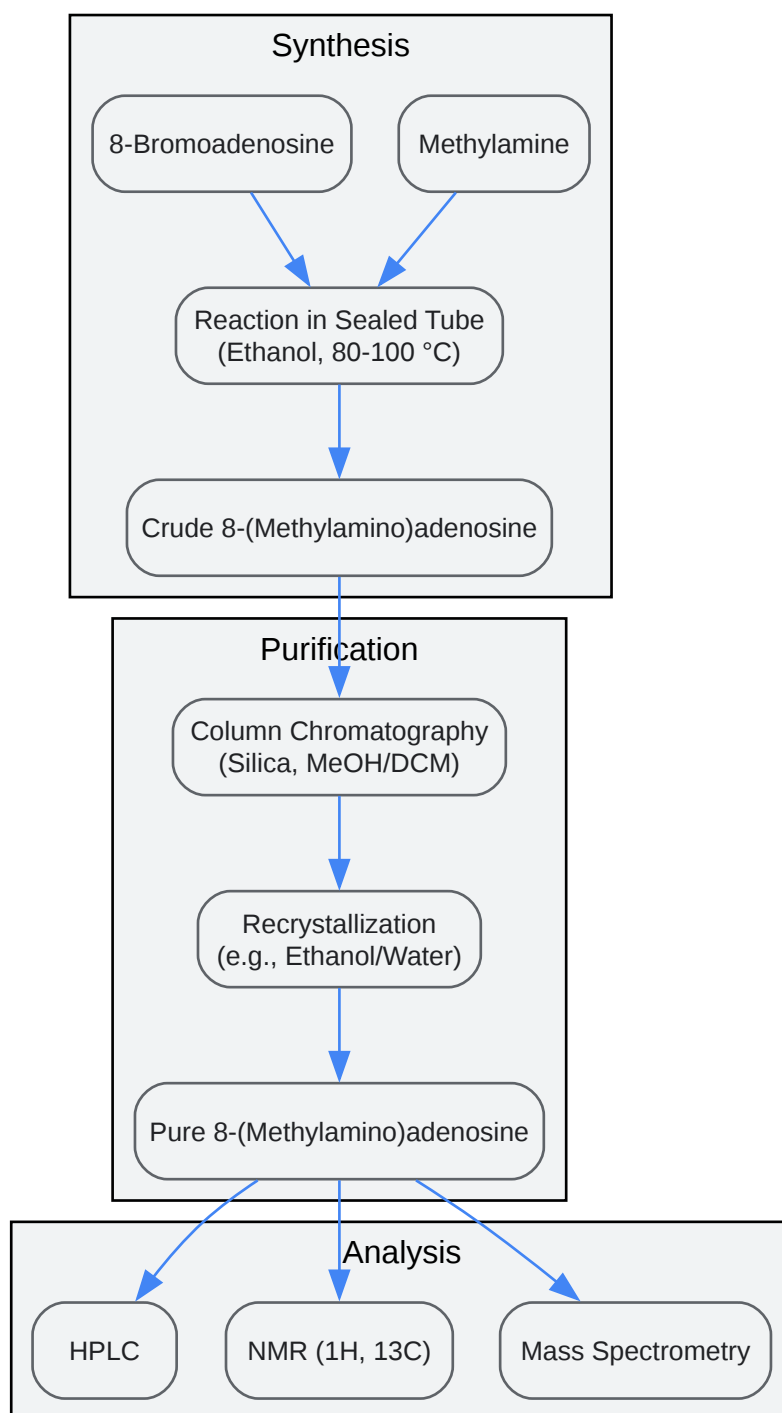 Synthesis
8-Bromoadenosine
Methylamine
Reaction in Sealed Tube
(Ethanol, 80-100 °C)
Crude 8-(Methylamino)adenosine
Purification
Column Chromatography
(Silica, MeOH/DCM)
Recrystallization
(e.g., Ethanol/Water)
Pure 8-(Methylamino)adenosine
Analysis
HPLC
NMR (1H, 13C)
Mass Spectrometry